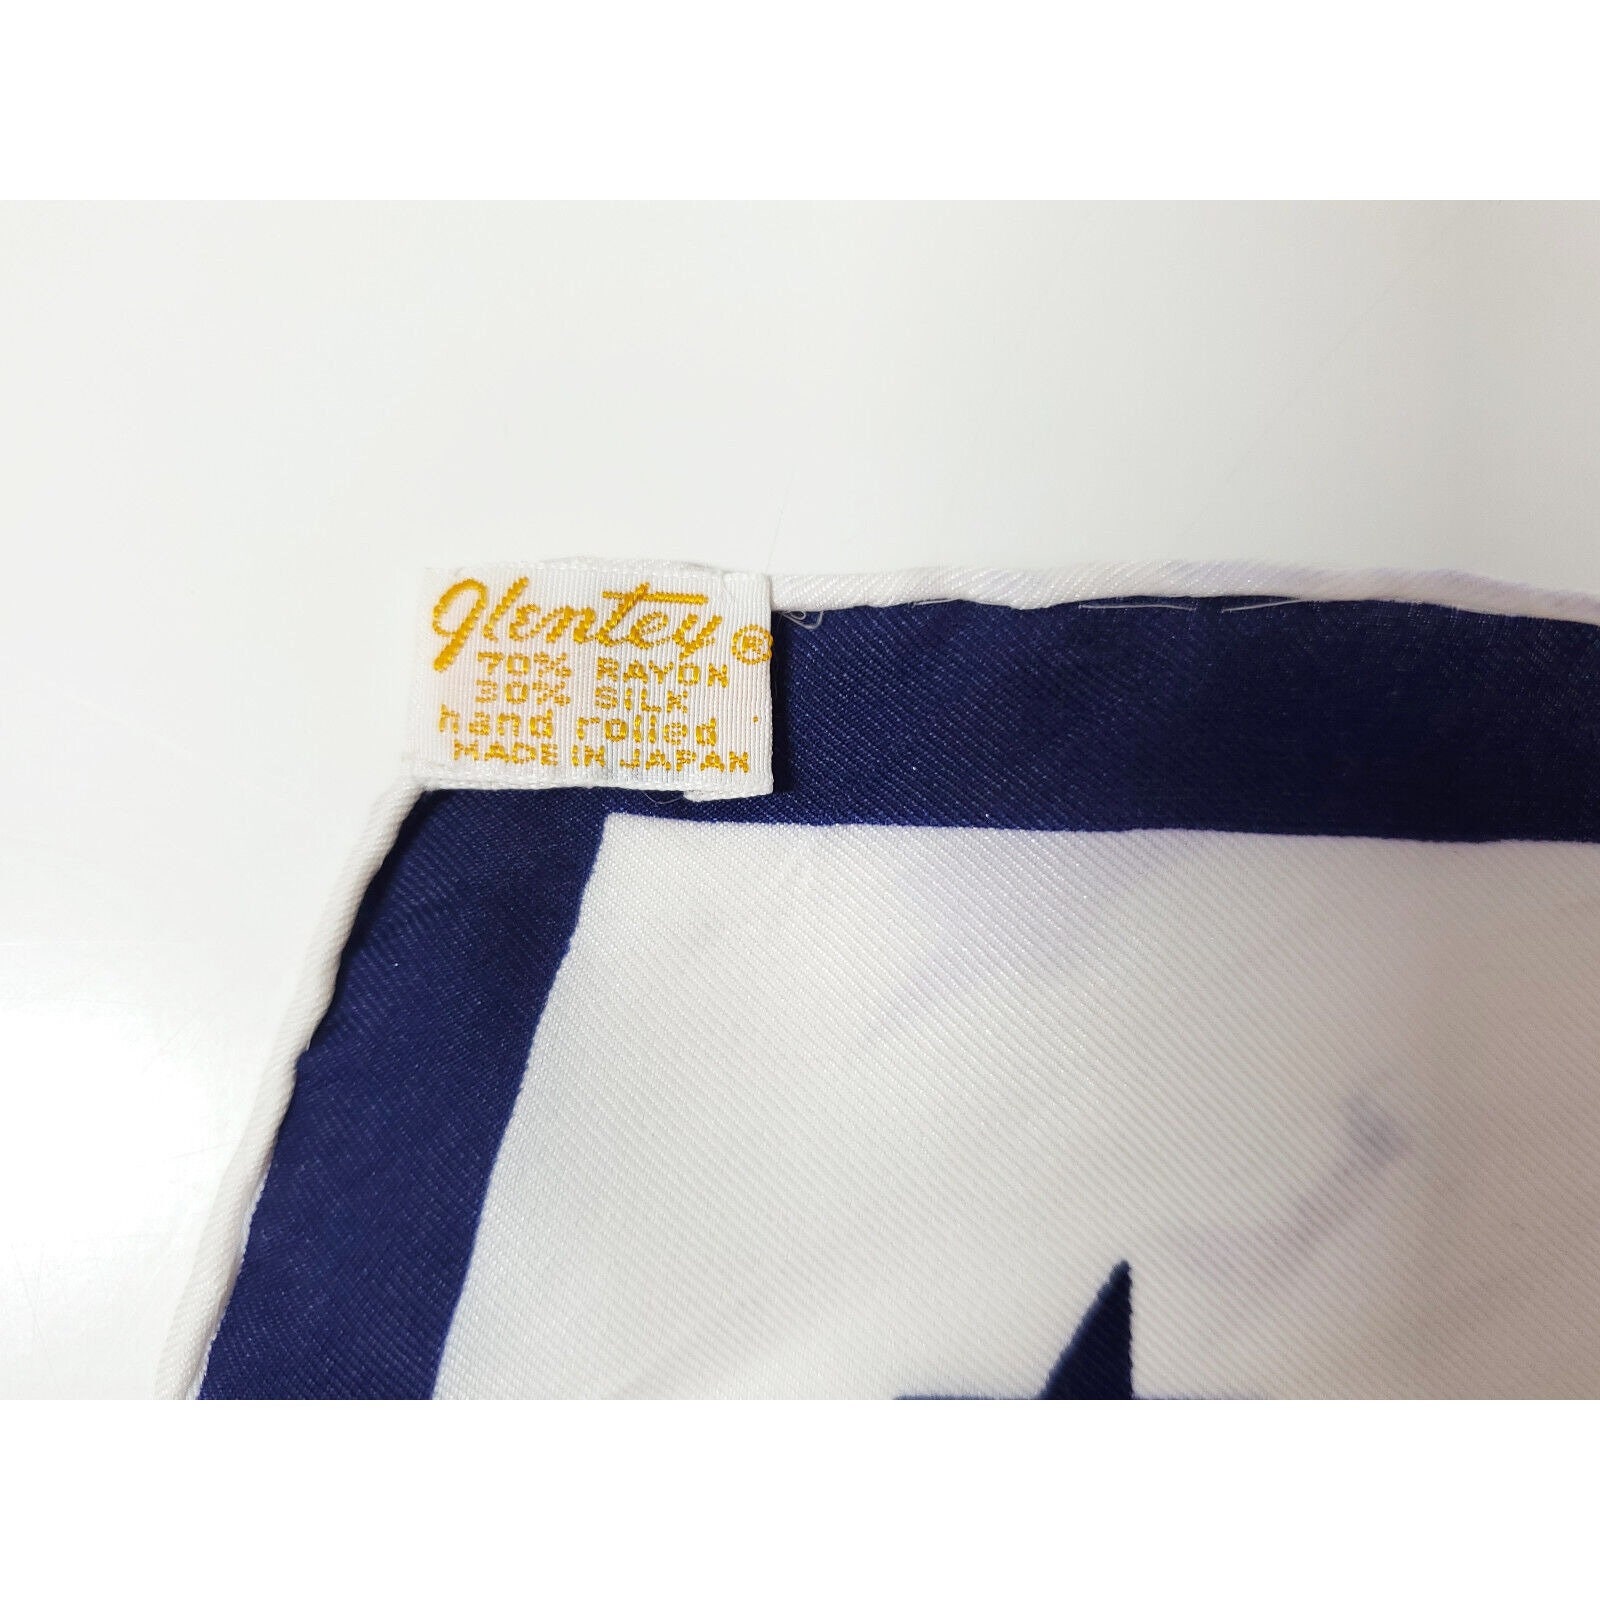 glentey®
70% RAYON
30% SILK
hand rolled
MADE IN JAPAN